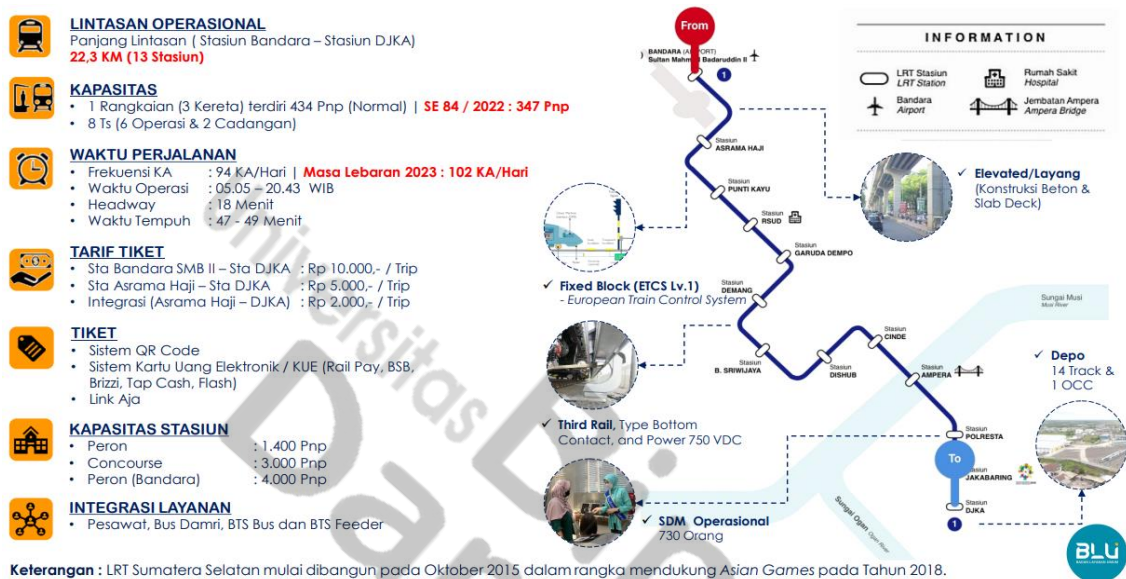 LINTASAN OPERASIONAL
Panjang Lintasan ( Stasiun Bandara – Stasiun DJKA)
22,3 KM (13 Stasiun)
KAPASITAS
• 1 Rangkaian (3 Kereta) terdiri 434 Pnp (Normal) | SE 84 / 2022 : 347 Pnp
• 8 Ts (6 Operasi & 2 Cadangan)
WAKTU PERJALANAN
• Frekuensi KA : 94 KA/Hari | Masa Lebaran 2023 : 102 KA/Hari
• Waktu Operasi : 05.05 – 20.43 WIB
• Headway : 18 Menit
• Waktu Tempuh : 47 - 49 Menit
TARIF TIKET
• Sta Bandara SMB II – Sta DJKA : Rp 10.000,- / Trip
• Sta Asrama Haji – Sta DJKA : Rp 5.000,- / Trip
• Integrasi (Asrama Haji – DJKA) : Rp 2.000,- / Trip
TIKET
• Sistem QR Code
• Sistem Kartu Uang Elektronik / KUE (Rail Pay, BSB,
Brizzi, Tap Cash, Flash)
• Link Aja
KAPASITAS STASIUN
• Peron : 1.400 Pnp
• Concourse : 3.000 Pnp
• Peron (Bandara) : 4.000 Pnp
INTEGRASI LAYANAN
• Pesawat, Bus Damri, BTS Bus dan BTS Feeder
From
BANDARA
Sultan Badaruddin II
1
Stasiun
ASRAMA HAJI
Stasiun
PUNTI KAYU
Stasiun
RSUD
Stasiun
GARUDA DEMPO
Stasiun
DEMANG
Stasiun
B. SRIWIJAYA
Stasiun
DISHUB
Stasiun
CINDE
Stasiun
AMPERA
Stasiun
POLRESTA
To
JAKABARING
Stasiun
DJKA
1
Sungai Musi
Musi River
Sungai Ogan
Ogan River
INFORMATION
LRT Stasiun
LRT Station
Rumah Sakit
Hospital
Bandara
Airport
Jembatan Ampera
Ampera Bridge
✓ Elevated/Layang
(Konstruksi Beton &
Slab Deck)
✓ Fixed Block (ETCS Lv.1)
- European Train Control System
✓ Third Rail, Type Bottom
Contact, and Power 750 VDC
✓ SDM Operasional
730 Orang
✓ Depo
14 Track &
1 OCC
BLU
Keterangan : LRT Sumatera Selatan mulai dibangun pada Oktober 2015 dalam rangka mendukung Asian Games pada Tahun 2018.
Universitas
Bin
Dar